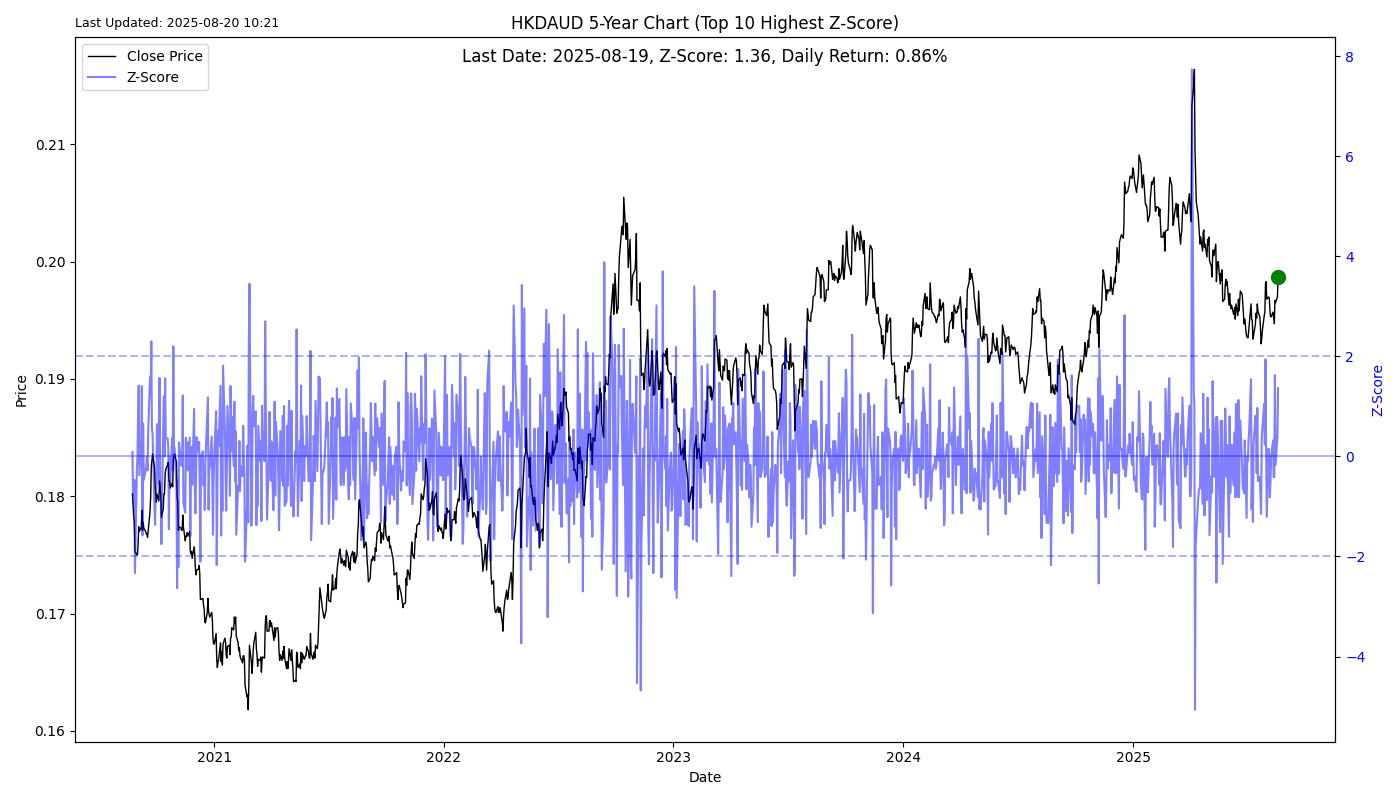 Last Updated: 2025-08-20 10:21
HKDAUD 5-Year Chart (Top 10 Highest Z-Score)
Last Date: 2025-08-19, Z-Score: 1.36, Daily Return: 0.86%
Close Price
Z-Score
Price
0.21
0.20
0.19
0.18
0.17
0.16
8
6
4
2
0
−2
−4
Z-Score
2021
2022
2023
2024
2025
Date